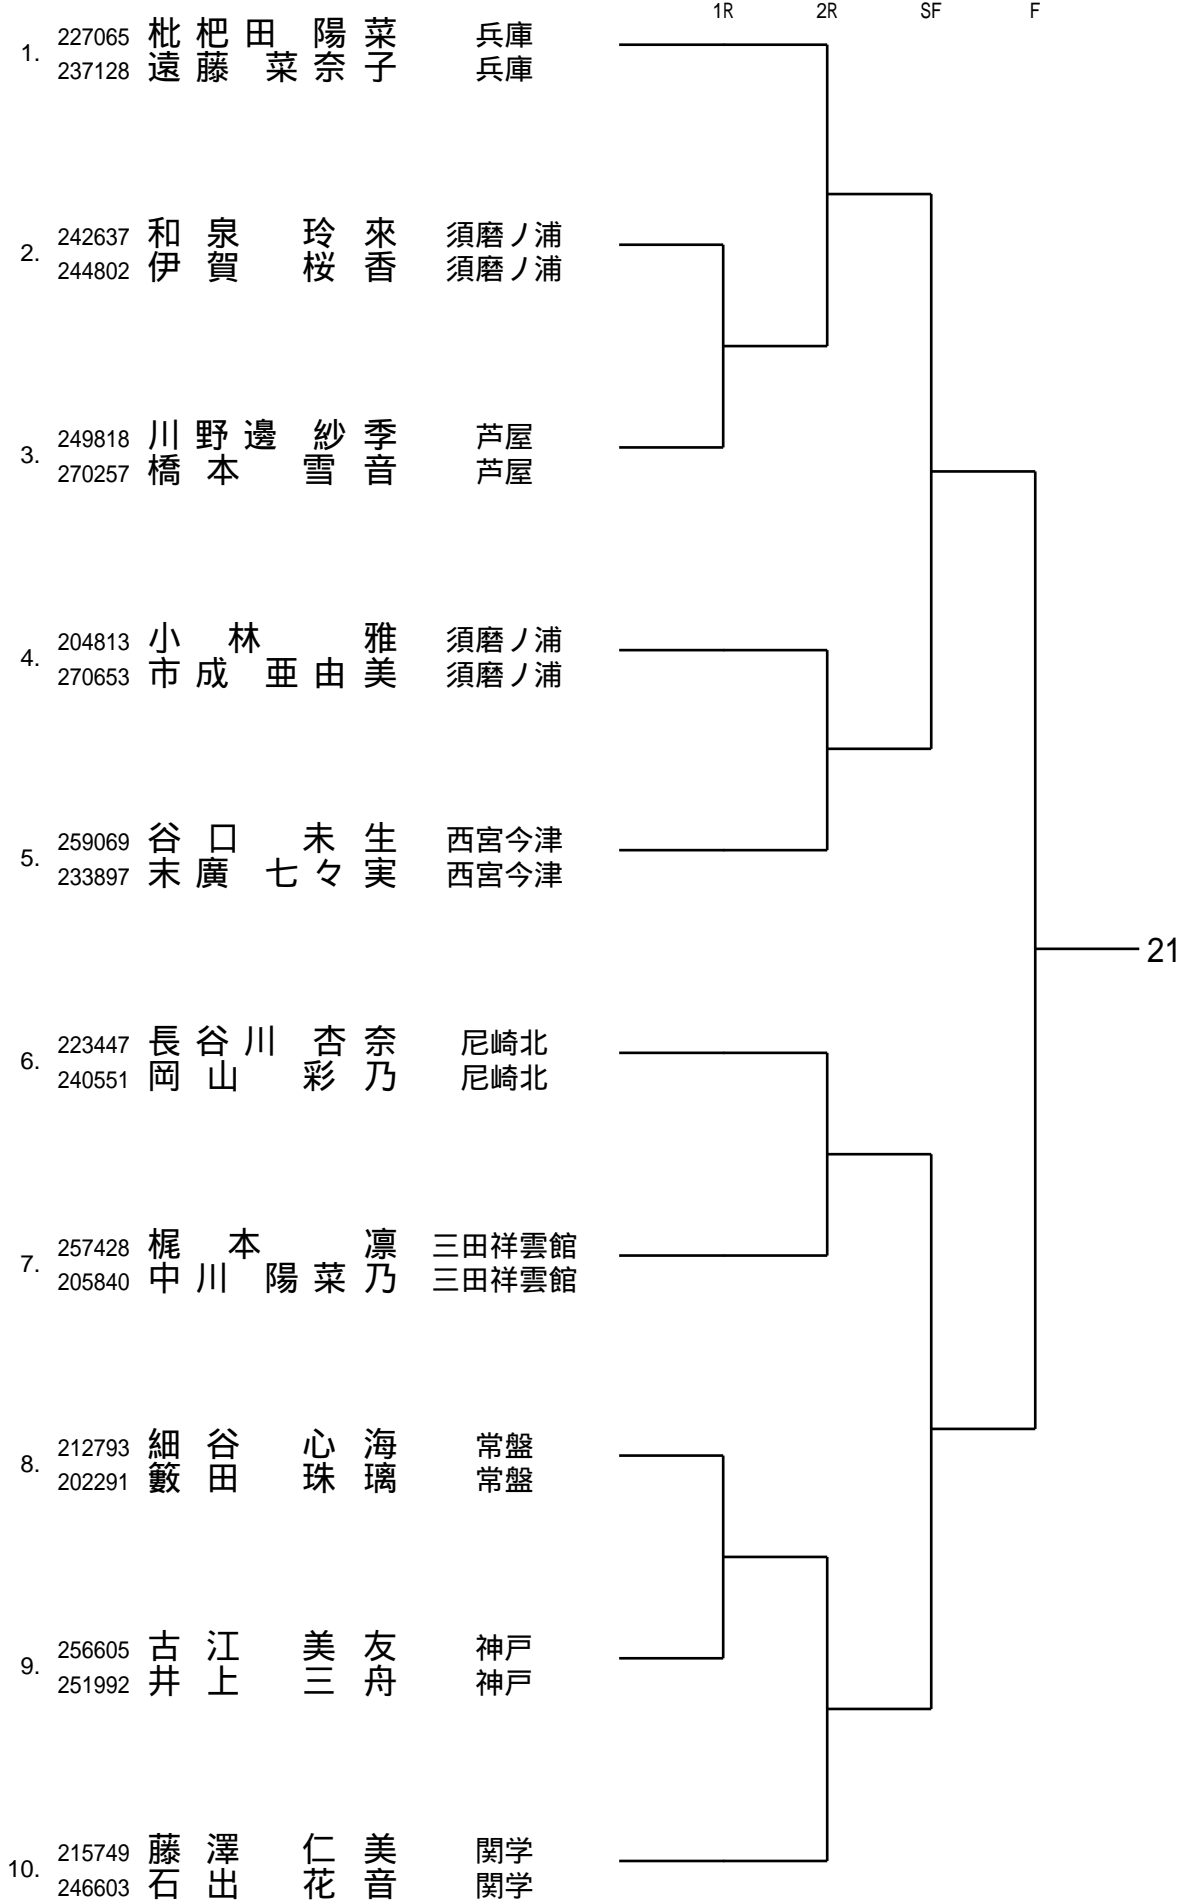 1R 2R SF F
1. 227065 枇杷田 陽菜 兵庫
237128 遠藤 菜奈子 兵庫
2. 242637 和泉 玲來 須磨ノ浦
244802 伊賀 桜香 須磨ノ浦
3. 249818 川野邊 紗季 芦屋
270257 橋本 雪音 芦屋
4. 204813 小林 雅 須磨ノ浦
270653 市成 亜由美 須磨ノ浦
5. 259069 谷口 未生 西宮今津
233897 末廣 七々実 西宮今津
21
6. 223447 長谷川 杏奈 尼崎北
240551 岡山 彩乃 尼崎北
7. 257428 梶本 凛 三田祥雲館
205840 中川 陽菜乃 三田祥雲館
8. 212793 細谷 心海 常盤
202291 籔田 珠璃 常盤
9. 256605 古江 美友 神戸
251992 井上 三舟 神戸
10. 215749 藤澤 仁美 関学
246603 石出 花音 関学